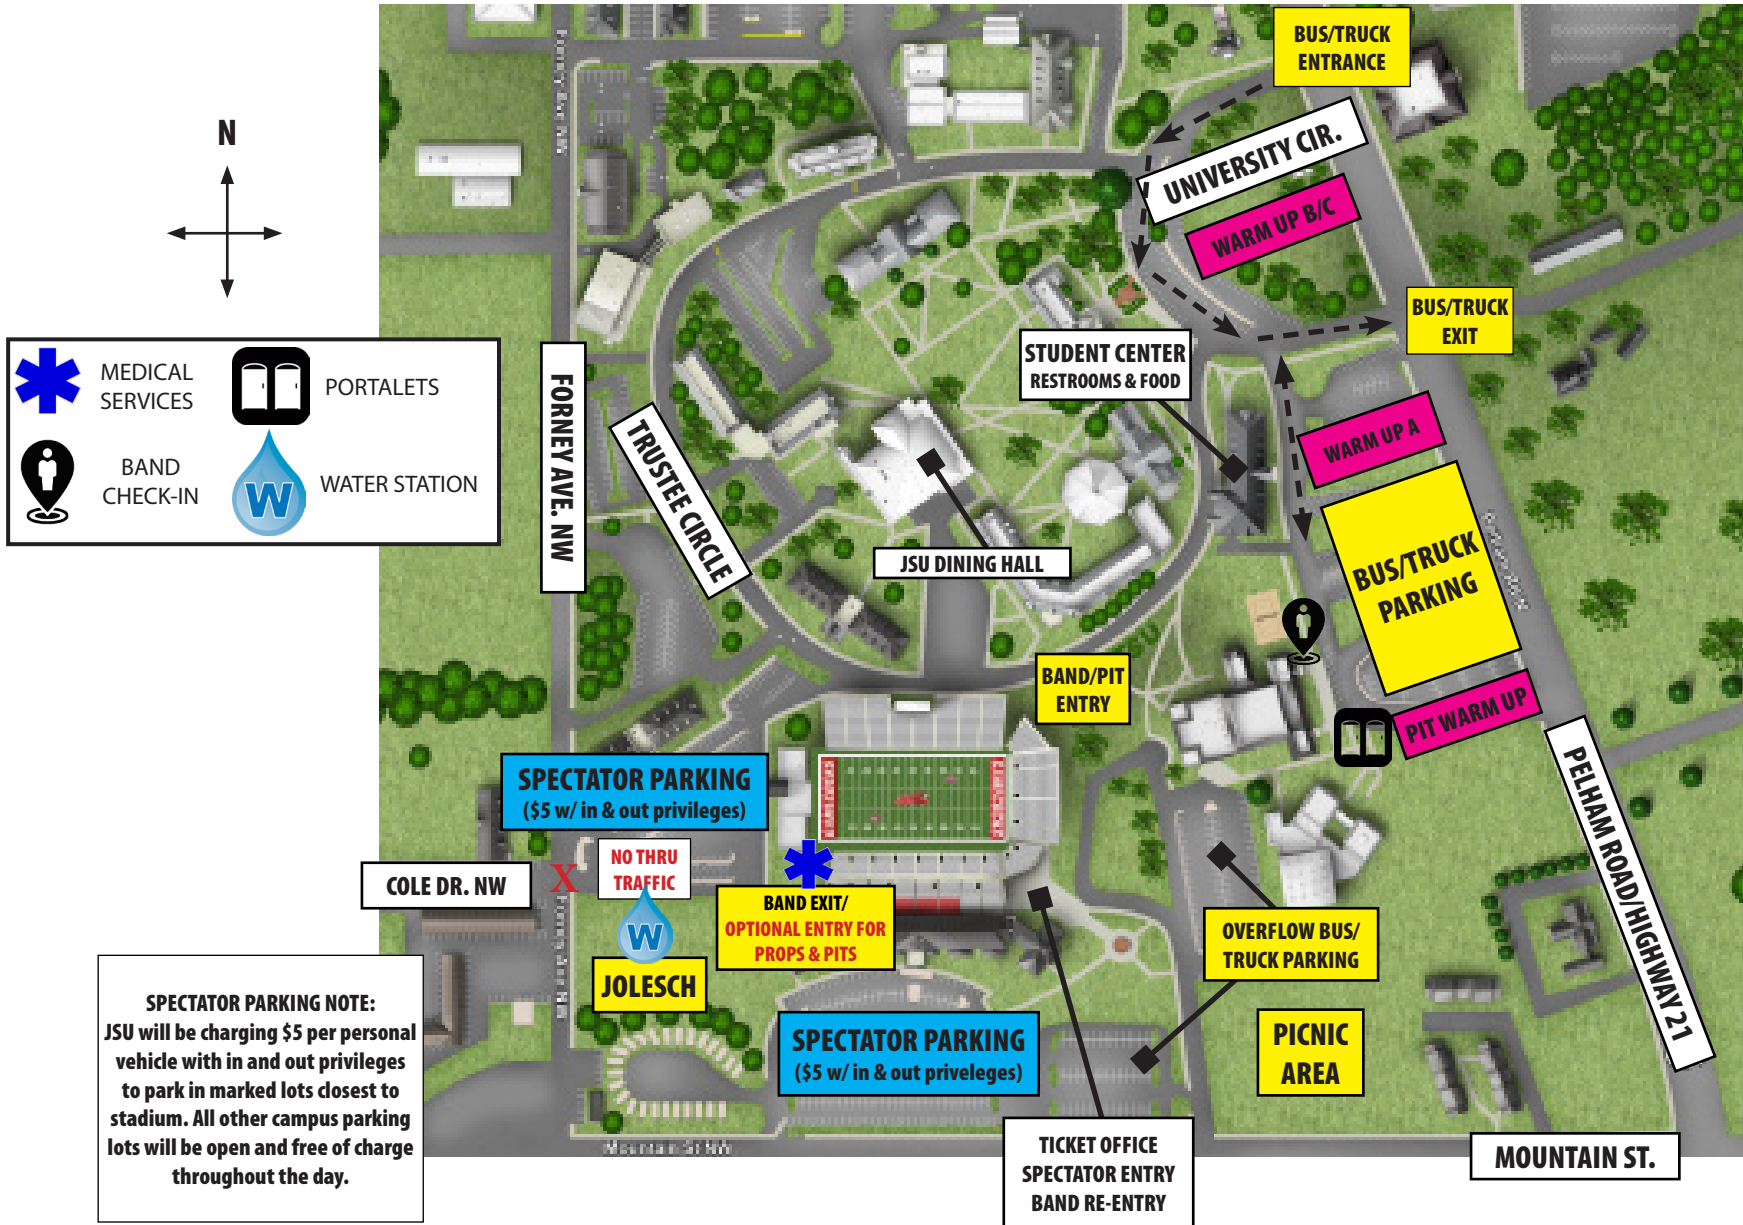 BUS/TRUCK
ENTRANCE
N
UNIVERSITY CIR.
WARM UP B/C
BUS/TRUCK
EXIT
STUDENT CENTER
RESTROOMS & FOOD
MEDICAL
SERVICES
PORTALETS
BAND
CHECK-IN
W
WATER STATION
FORNEY AVE. NW
TRUSTEE CIRCLE
WARM UP A
JSU DINING HALL
BUS/TRUCK
PARKING
BAND/PIT
ENTRY
PIT WARM UP
SPECTATOR PARKING
($5 w/ in & out privileges)
PELHAM ROAD/HIGHWAY 21
COLE DR. NW
X
NO THRU
TRAFFIC
W
JOLESCH
BAND EXIT/
OPTIONAL ENTRY FOR
PROPS & PITS
OVERFLOW BUS/
TRUCK PARKING
SPECTATOR PARKING
($5 w/ in & out priveleges)
PICNIC
AREA
SPECTATOR PARKING NOTE:
JSU will be charging $5 per personal
vehicle with in and out privileges
to park in marked lots closest to
stadium. All other campus parking
lots will be open and free of charge
throughout the day.
Mountain St NW
TICKET OFFICE
SPECTATOR ENTRY
BAND RE-ENTRY
MOUNTAIN ST.